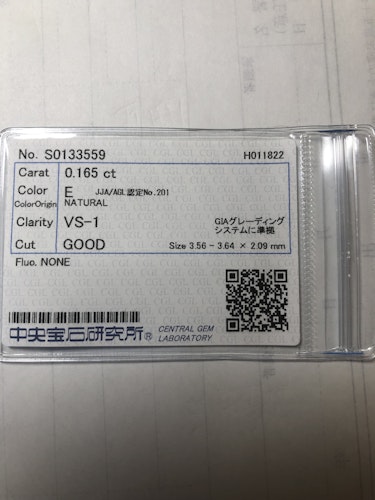 No. S0133559 H011822
Carat 0.165 ct
Color E JJA/AGL認定No.201
ColorOrigin NATURAL
Clarity VS-1 GIAグレーディング
システムに準拠
Cut GOOD Size 3.56 - 3.64 × 2.09 mm
Fluo. NONE
中央宝石研究所® CENTRAL GEM
LABORATORY